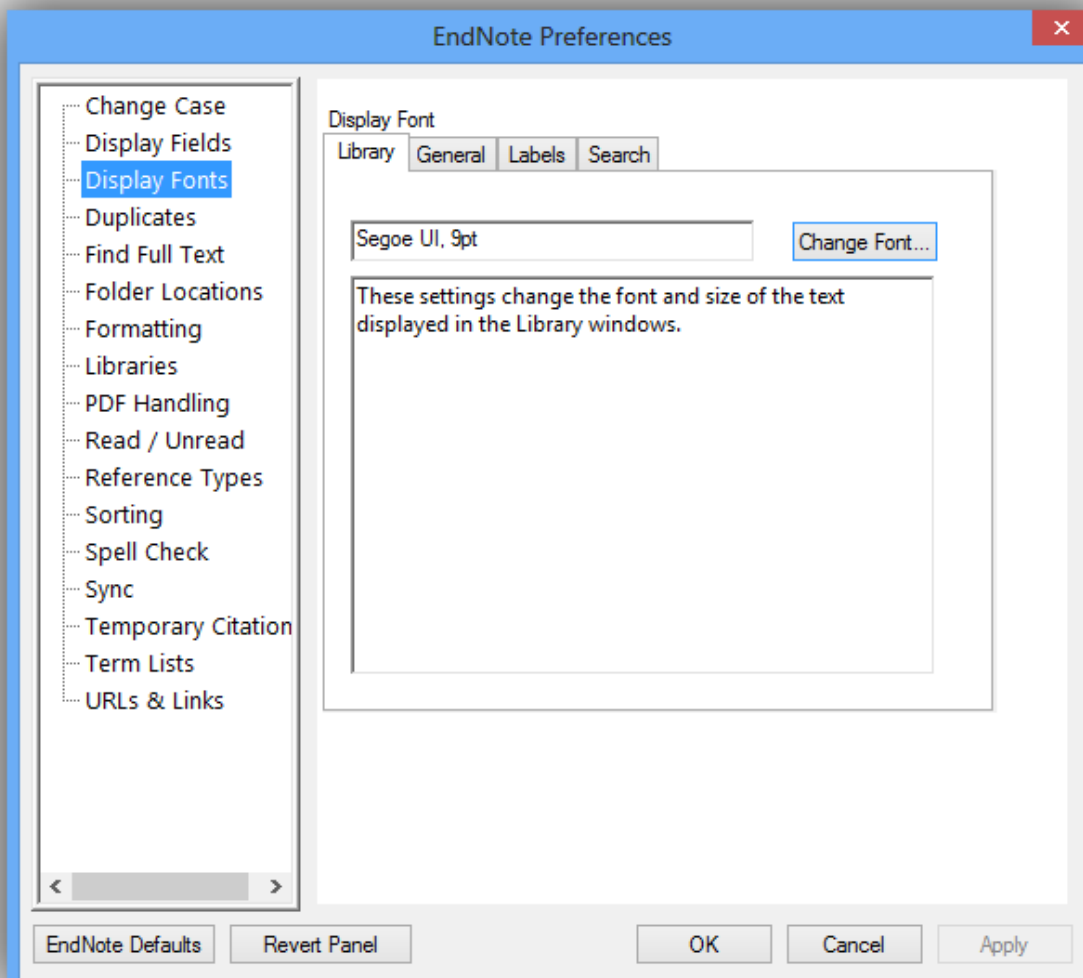 EndNote Preferences
Change Case
Display Fields
Display Fonts
Duplicates
Find Full Text
Folder Locations
Formatting
Libraries
PDF Handling
Read / Unread
Reference Types
Sorting
Spell Check
Sync
Temporary Citation
Term Lists
URLs & Links
Display Font
Library General Labels Search
Segoe UI, 9pt Change Font...
These settings change the font and size of the text
displayed in the Library windows.
EndNote Defaults Revert Panel OK Cancel Apply